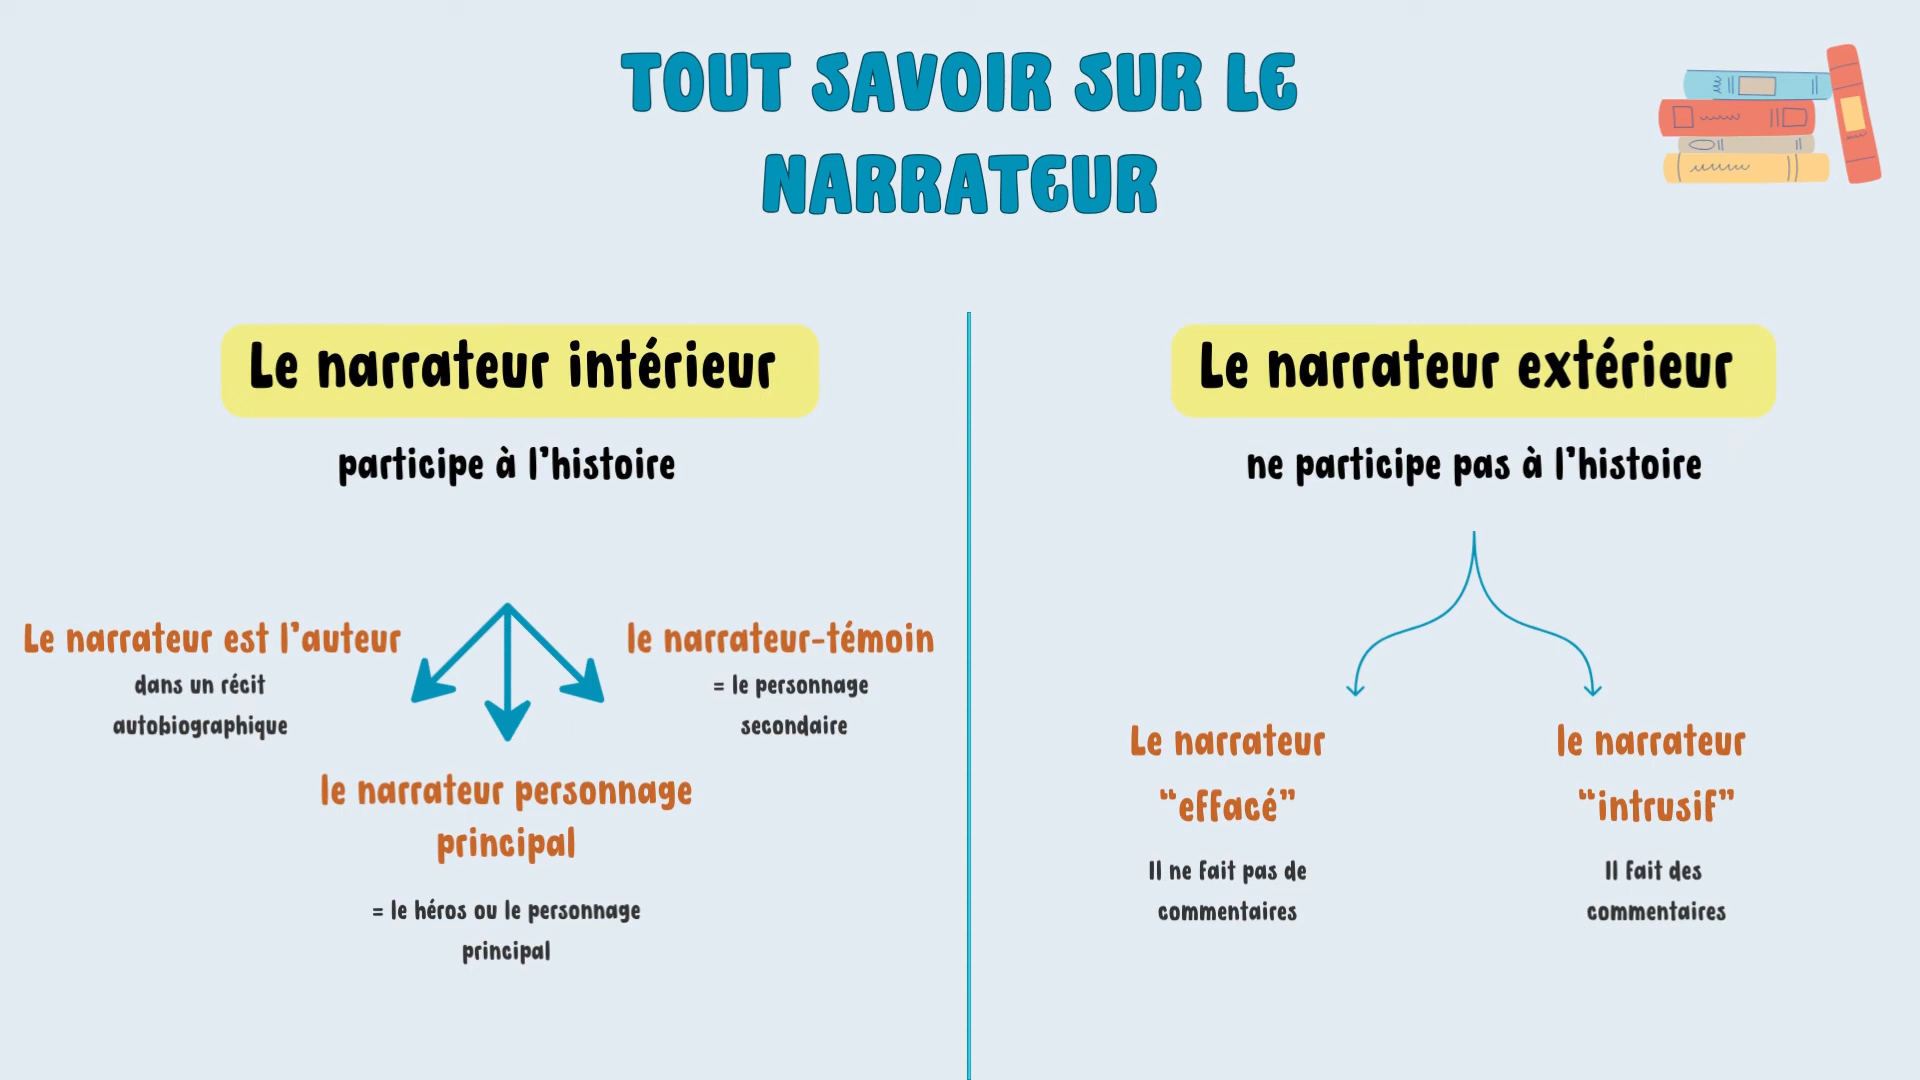 TOUT SAVOIR SUR LE
NARRATEUR
Le narrateur intérieur
participe à l'histoire
Le narrateur est l'auteur
dans un récit
autobiographique
le narrateur-témoin
= le personnage
secondaire
le narrateur personnage
principal
= le héros ou le personnage
principal
Le narrateur extérieur
ne participe pas à l'histoire
Le narrateur
“effacé”
Il ne fait pas de
commentaires
le narrateur
“intrusif”
Il fait des
commentaires